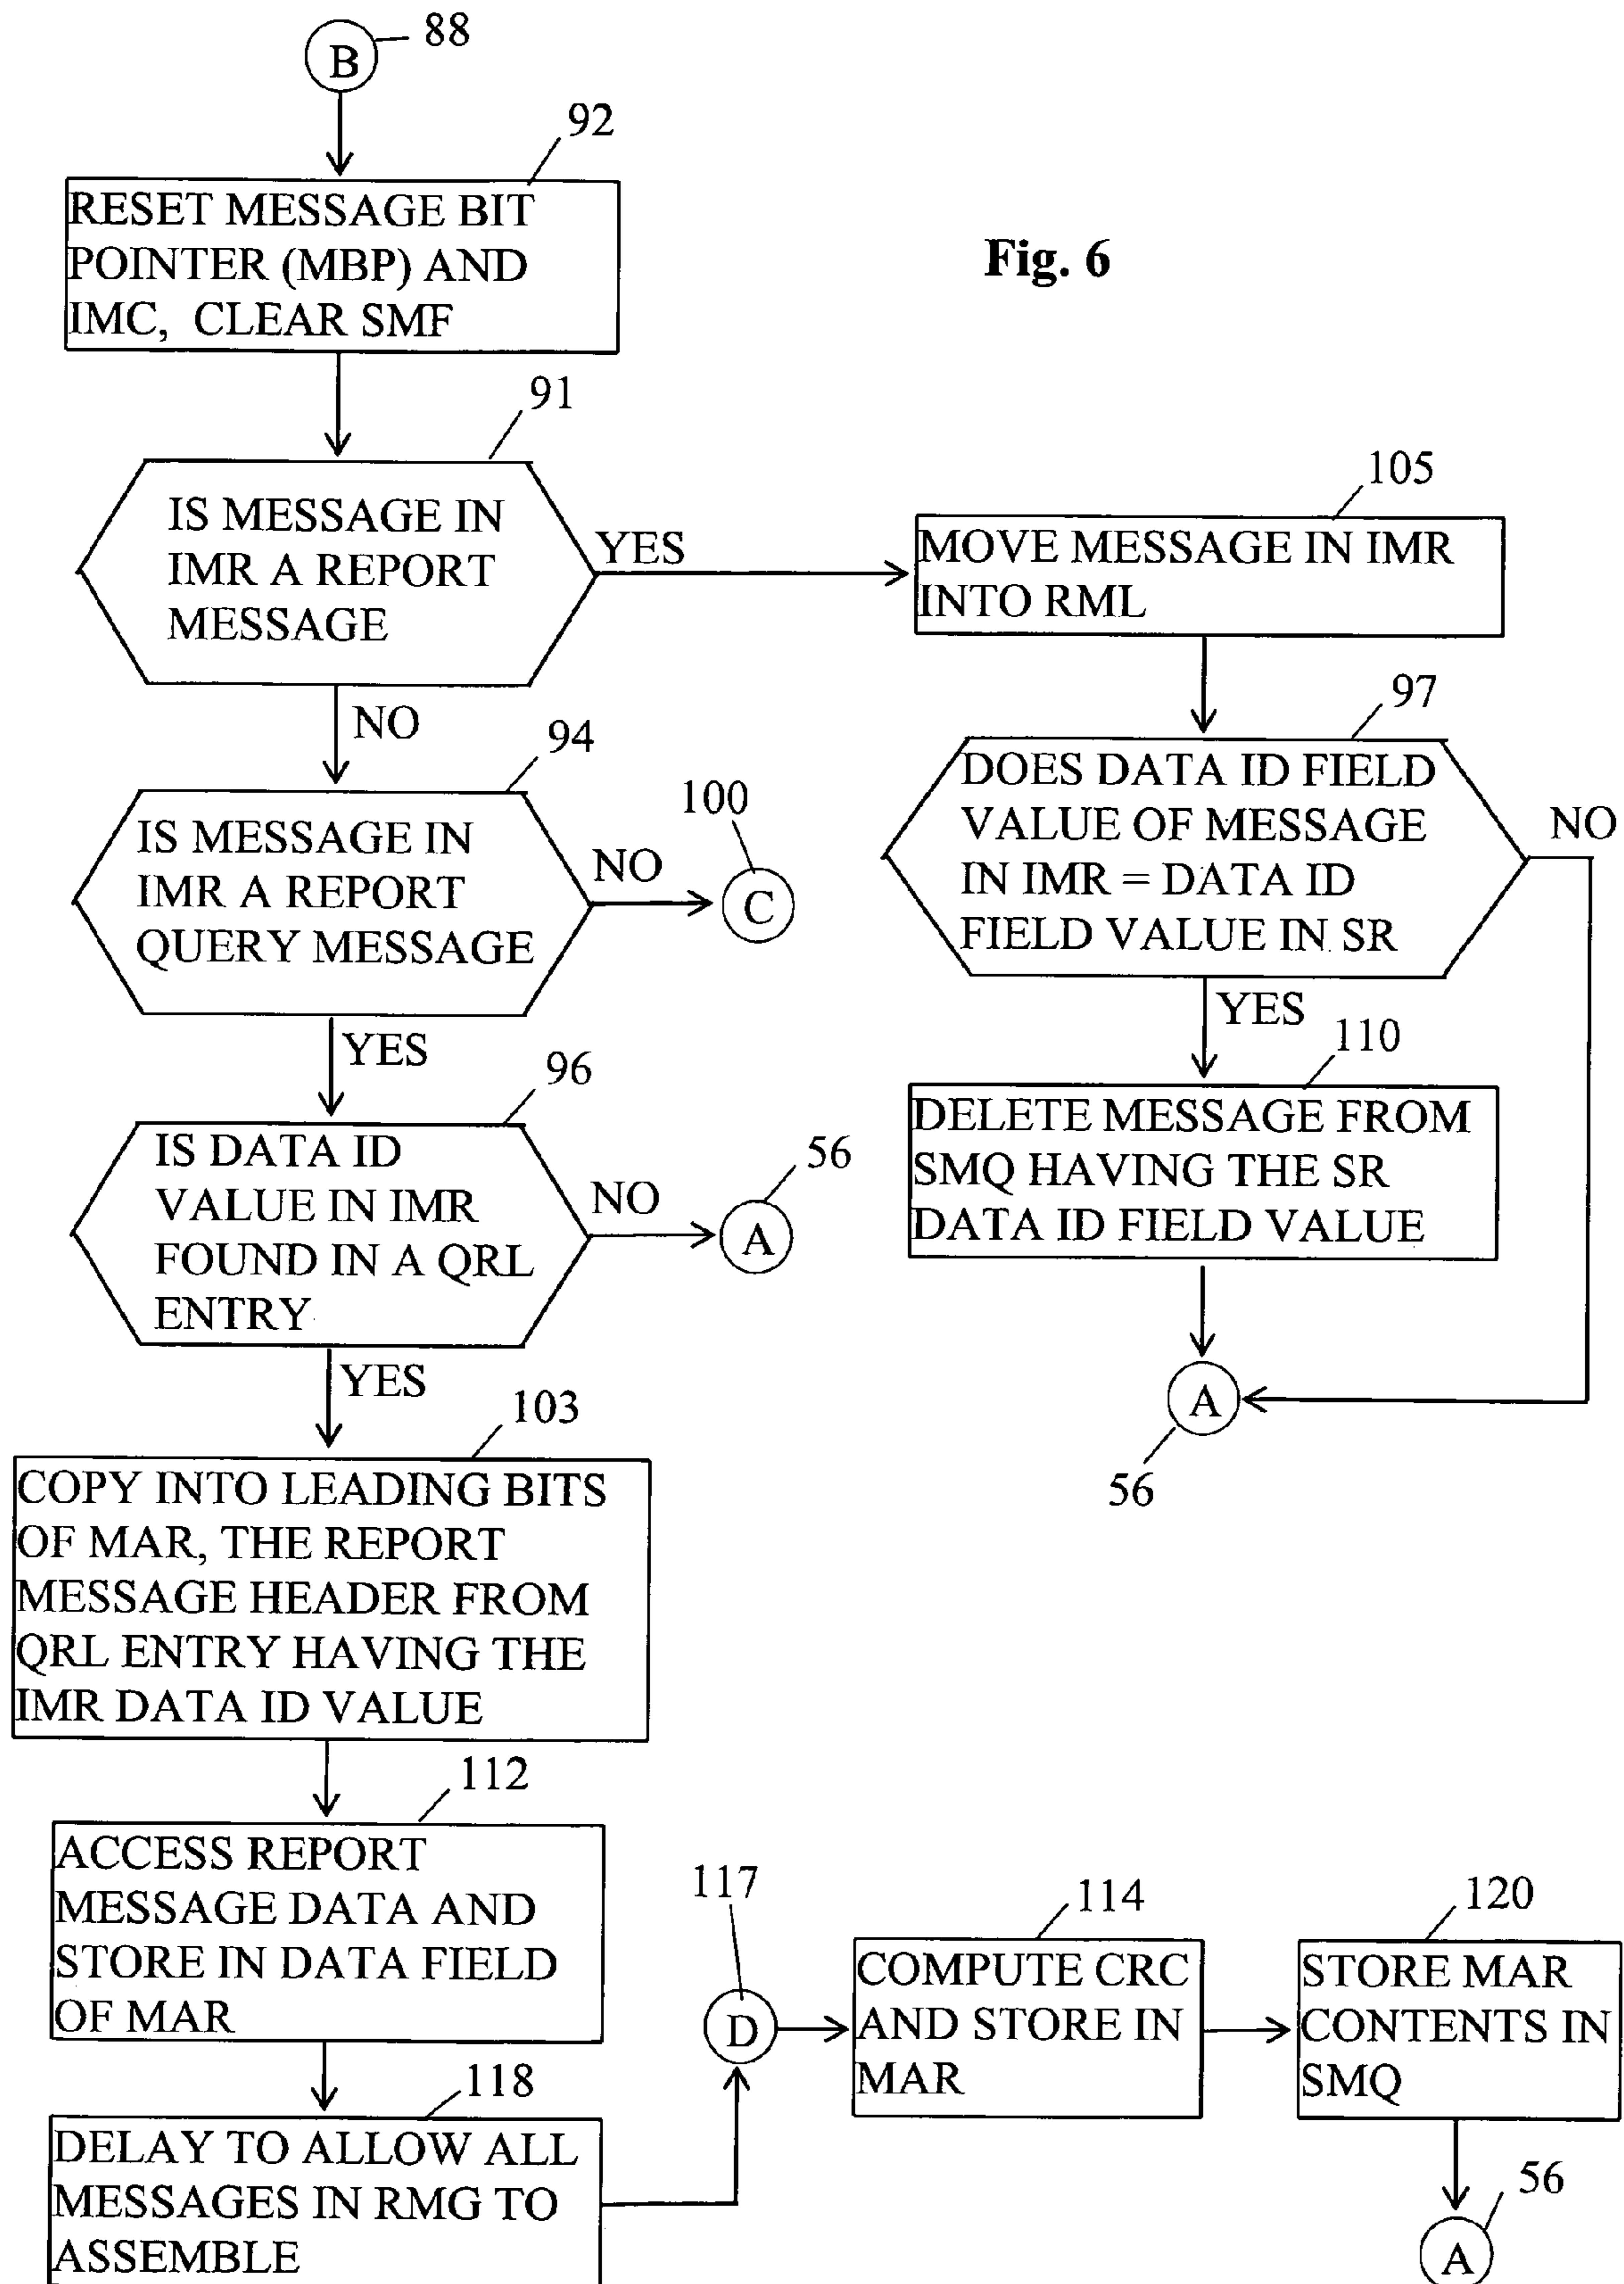 B
88
92
RESET MESSAGE BIT
POINTER (MBP) AND
IMC, CLEAR SMF
Fig. 6
91
IS MESSAGE IN
IMR A REPORT
MESSAGE
YES
NO
105
MOVE MESSAGE IN IMR
INTO RML
97
DOES DATA ID FIELD
VALUE OF MESSAGE
IN IMR = DATA ID
FIELD VALUE IN SR
NO
YES
94
IS MESSAGE IN
IMR A REPORT
QUERY MESSAGE
NO
100
C
YES
110
DELETE MESSAGE FROM
SMQ HAVING THE SR
DATA ID FIELD VALUE
A
56
96
IS DATA ID
VALUE IN IMR
FOUND IN A QRL
ENTRY
NO
56
A
YES
103
COPY INTO LEADING BITS
OF MAR, THE REPORT
MESSAGE HEADER FROM
QRL ENTRY HAVING THE
IMR DATA ID VALUE
112
ACCESS REPORT
MESSAGE DATA AND
STORE IN DATA FIELD
OF MAR
118
DELAY TO ALLOW ALL
MESSAGES IN RMG TO
ASSEMBLE
117
D
114
COMPUTE CRC
AND STORE IN
MAR
120
STORE MAR
CONTENTS IN
SMQ
56
A